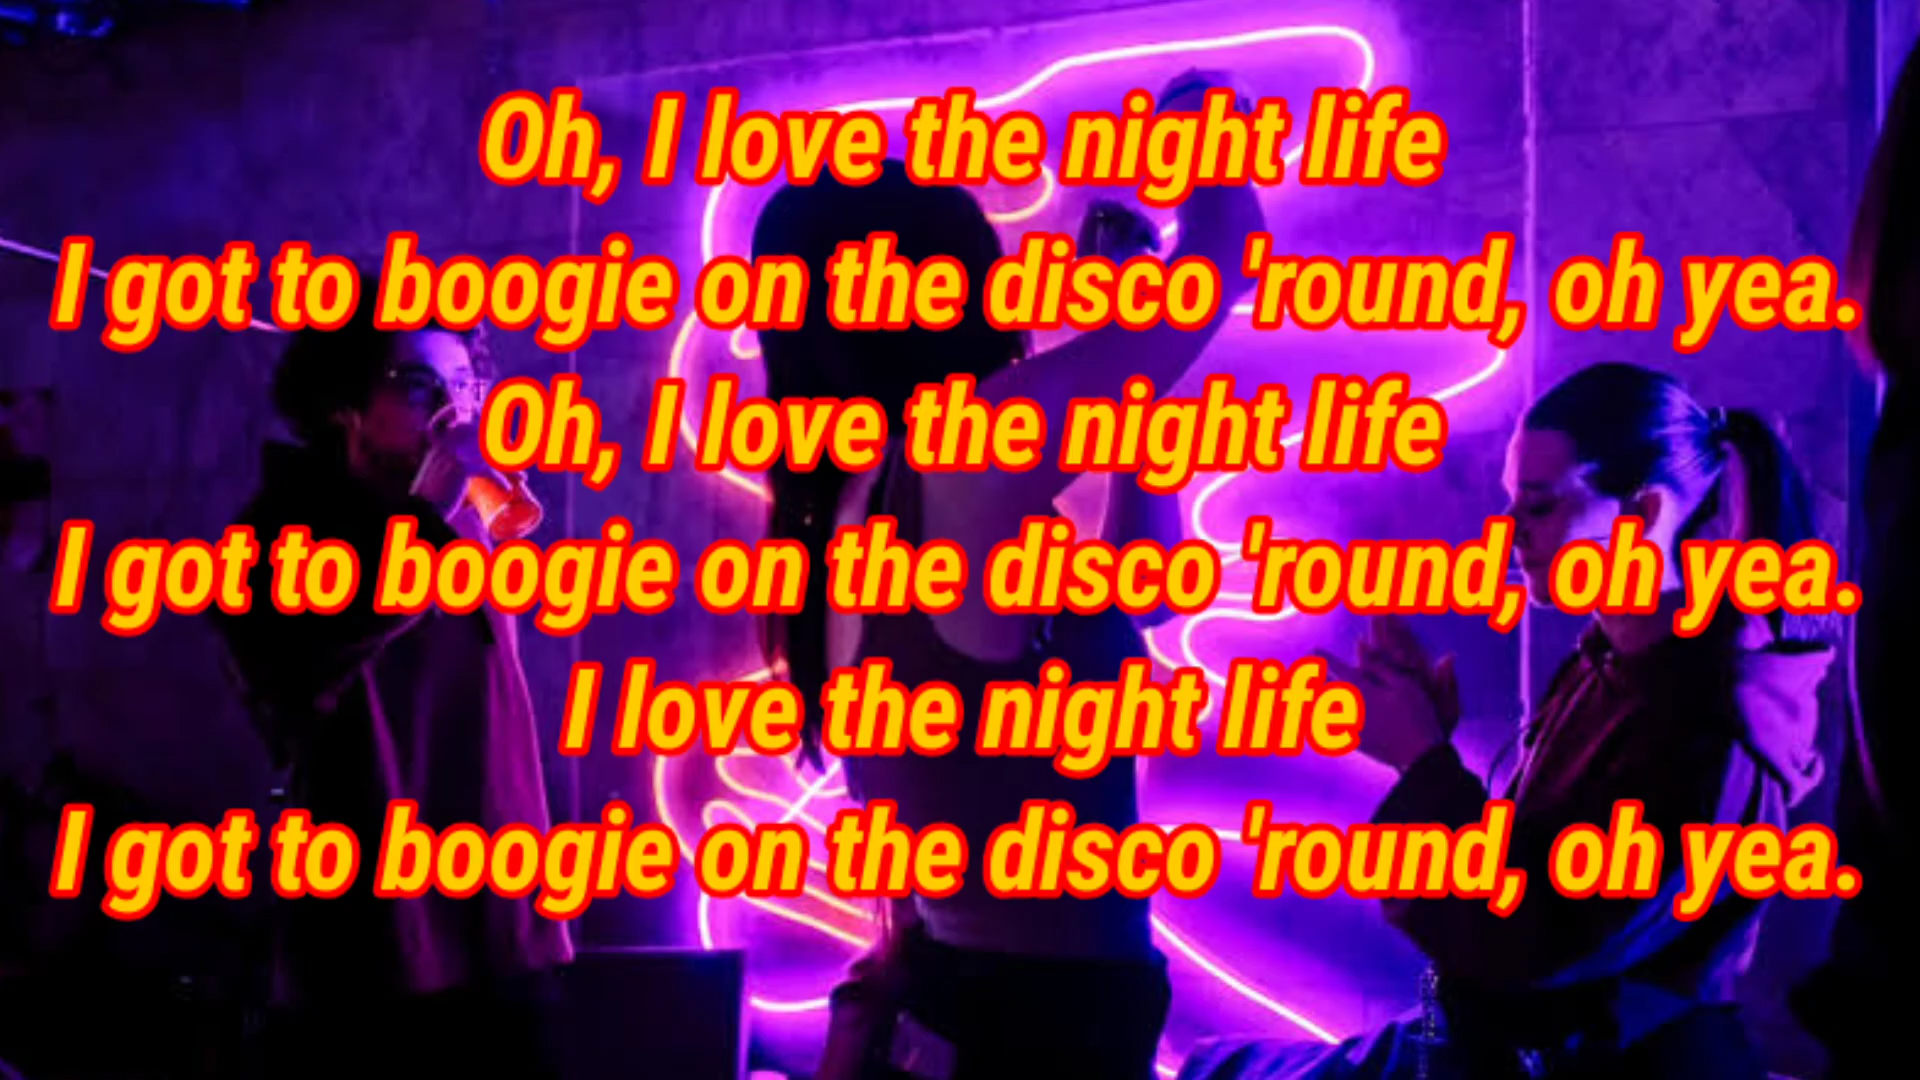 Oh, I love the night life
I got to boogie on the disco 'round, oh yea.
Oh, I love the night life
I got to boogie on the disco 'round, oh yea.
I love the night life
I got to boogie on the disco 'round, oh yea.